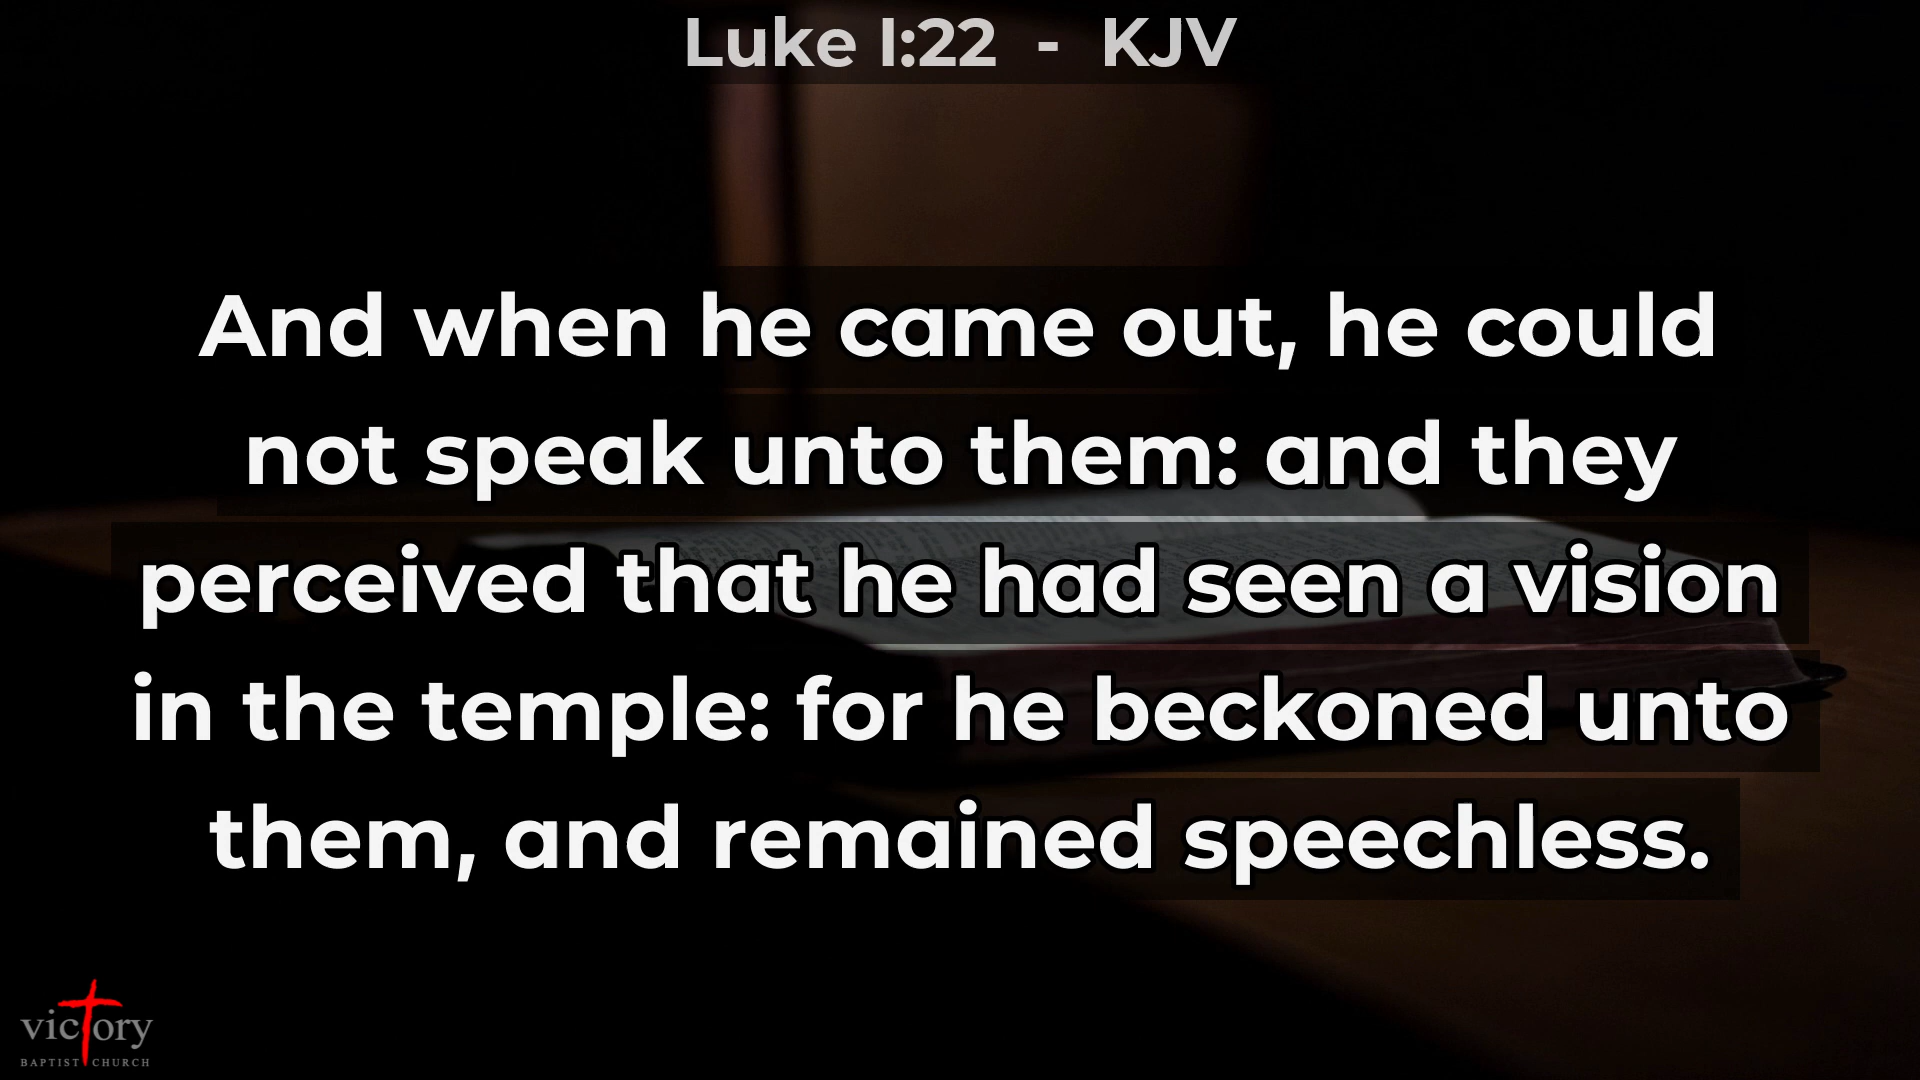 Luke I:22 - KJV
And when he came out, he could
not speak unto them: and they
perceived that he had seen a vision
in the temple: for he beckoned unto
them, and remained speechless.
victory
BAPTIST CHURCH